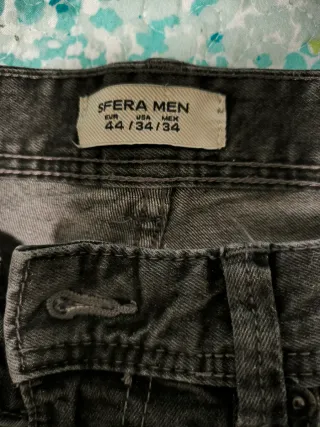 SFERA MEN
EUR USA MEX
44 / 34 / 34